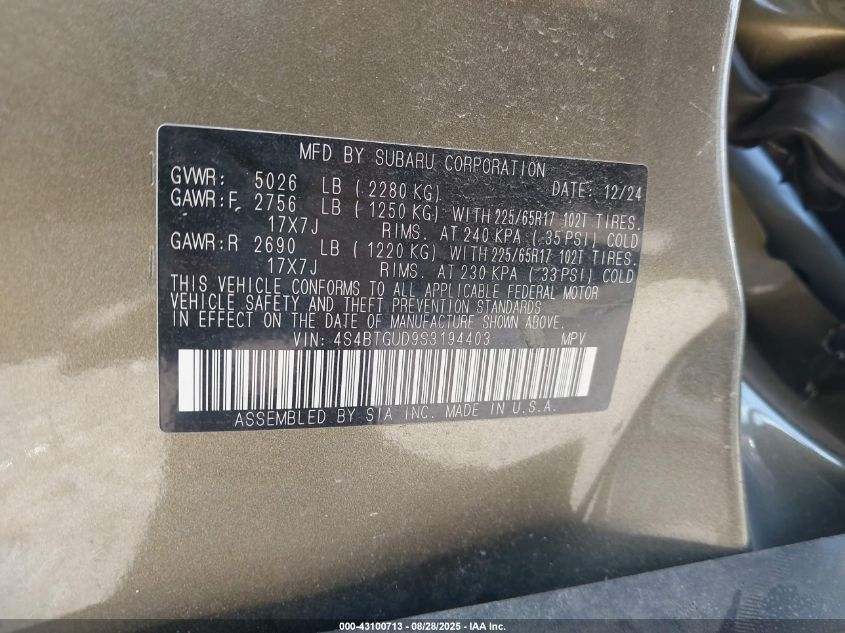 MFD BY SUBARU CORPORATION
GVWR: 5026 LB (2280 KG) DATE: 12/24
GAWR:F 2756 LB (1250 KG) WITH 225/65R17 102T TIRES.
17X7J RIMS. AT 240 KPA (35 PSI) COLD
GAWR:R 2690 LB (1220 KG) WITH 225/65R17 102T TIRES.
17X7J RIMS. AT 230 KPA (33 PSI) COLD
THIS VEHICLE CONFORMS TO ALL APPLICABLE FEDERAL MOTOR
VEHICLE SAFETY AND THEFT PREVENTION STANDARDS
IN EFFECT ON THE DATE OF MANUFACTURE SHOWN ABOVE.
VIN: 4S4BTGUD9S3194403 MPV
ASSEMBLED BY SIA INC. MADE IN U.S.A.
000-43100713 - 08/28/2025 - IAA Inc.